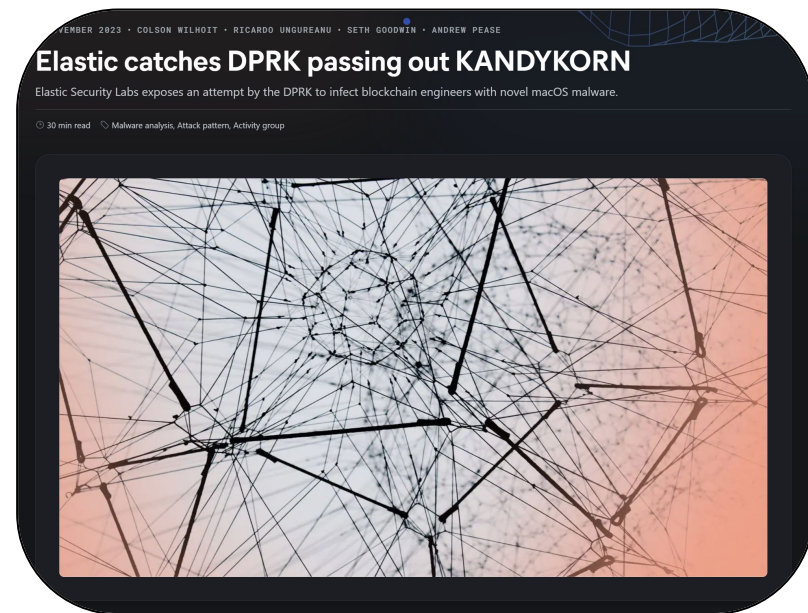 VEMBER 2023 • COLSON WILHOIT • RICARDO UNGUREANU • SETH GOODWIN • ANDREW PEASE
Elastic catches DPRK passing out KANDYKORN
Elastic Security Labs exposes an attempt by the DPRK to infect blockchain engineers with novel macOS malware.
30 min read Malware analysis, Attack pattern, Activity group